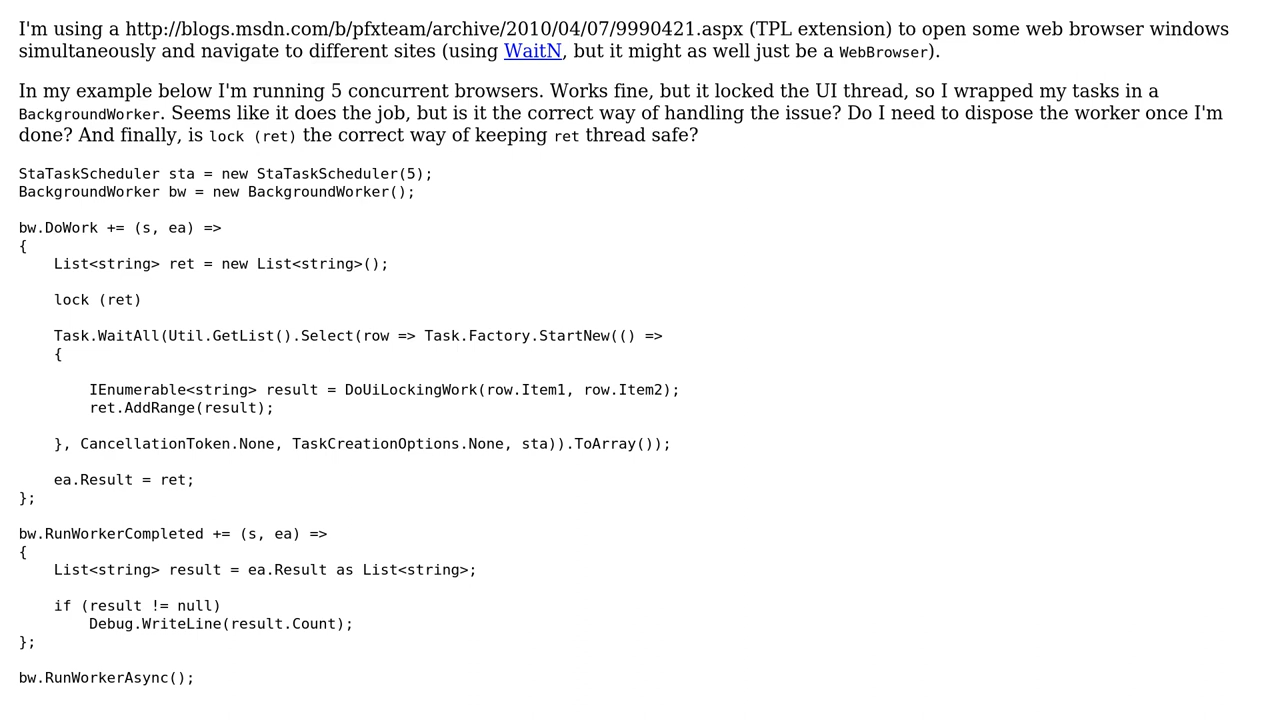 I'm using a http://blogs.msdn.com/b/pfxteam/archive/2010/04/07/9990421.aspx (TPL extension) to open some web browser windows
simultaneously and navigate to different sites (using WaitN, but it might as well just be a WebBrowser).
In my example below I'm running 5 concurrent browsers. Works fine, but it locked the UI thread, so I wrapped my tasks in a
BackgroundWorker. Seems like it does the job, but is it the correct way of handling the issue? Do I need to dispose the worker once I'm
done? And finally, is lock (ret) the correct way of keeping ret thread safe?
StaTaskScheduler sta = new StaTaskScheduler(5);
BackgroundWorker bw = new BackgroundWorker();
bw.DoWork += (s, ea) =>
{
    List<string> ret = new List<string>();
    lock (ret)
    Task.WaitAll(Util.GetList().Select(row => Task.Factory.StartNew(() =>
    {
        IEnumerable<string> result = DoUiLockingWork(row.Item1, row.Item2);
        ret.AddRange(result);
    }, CancellationToken.None, TaskCreationOptions.None, sta)).ToArray());
    ea.Result = ret;
};
bw.RunWorkerCompleted += (s, ea) =>
{
    List<string> result = ea.Result as List<string>;
    if (result != null)
        Debug.WriteLine(result.Count);
};
bw.RunWorkerAsync();